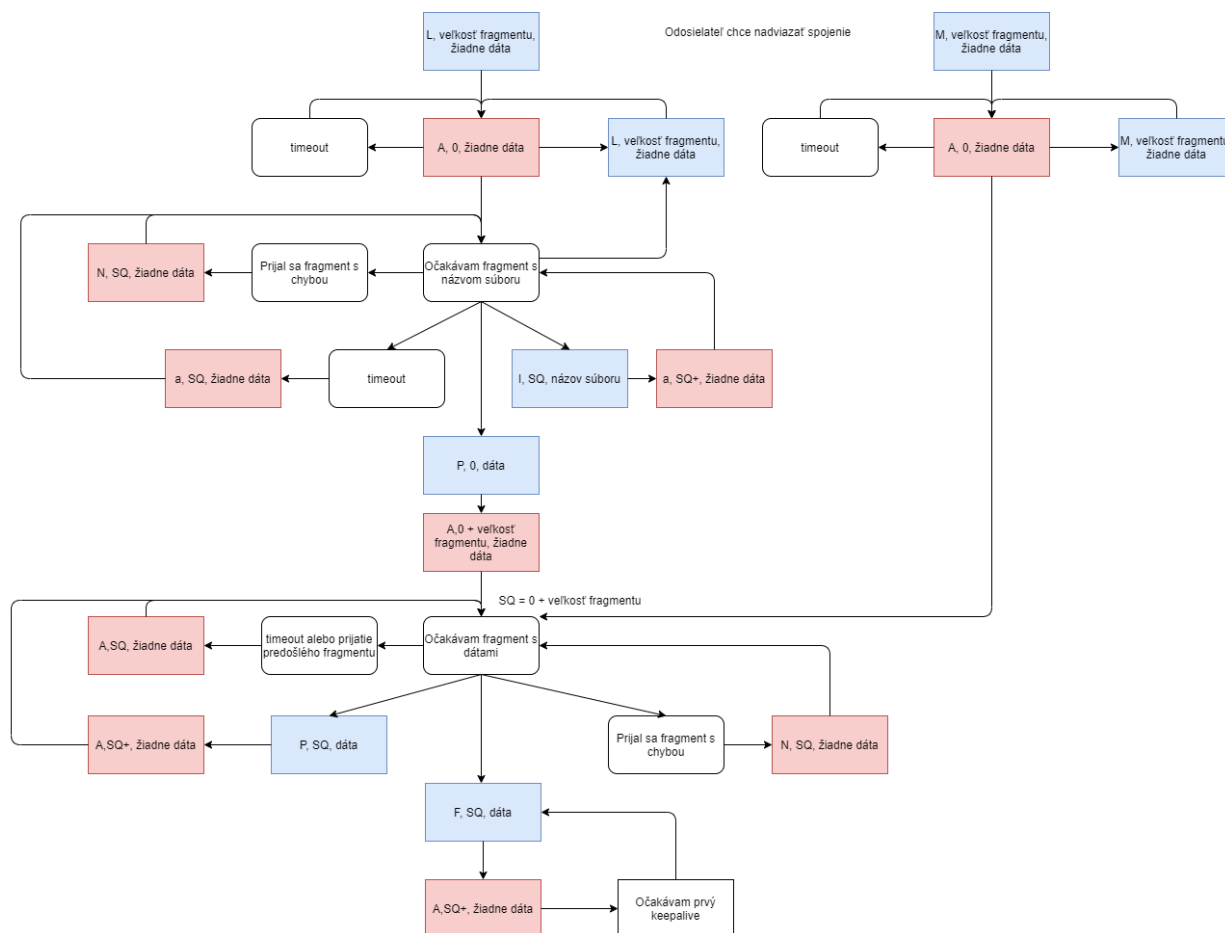 L, veľkosť fragmentu,
žiadne dáta
Odosielateľ chce nadviazať spojenie
M, veľkosť fragmentu,
žiadne dáta
timeout
A, 0, žiadne dáta
L, veľkosť fragmentu,
žiadne dáta
timeout
A, 0, žiadne dáta
M, veľkosť fragmentu,
žiadne dáta
N, SQ, žiadne dáta
Prijal sa fragment s
chybou
Očakávam fragment s
názvom súboru
a, SQ, žiadne dáta
timeout
I, SQ, názov súboru
a, SQ+, žiadne dáta
P, 0, dáta
A,0 + veľkosť
fragmentu, žiadne
dáta
SQ = 0 + veľkosť fragmentu
A,SQ, žiadne dáta
timeout alebo prijatie
predošlého fragmentu
Očakávam fragment s
dátami
A,SQ+, žiadne dáta
P, SQ, dáta
Prijal sa fragment s
chybou
N, SQ, žiadne dáta
F, SQ, dáta
A,SQ+, žiadne dáta
Očakávam prvý
keepalive